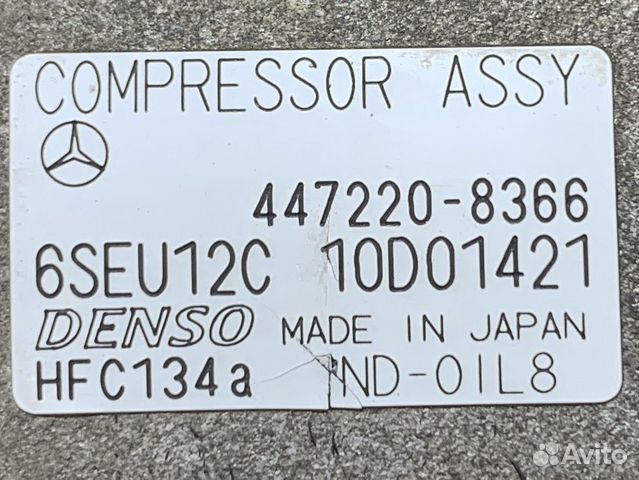 COMPRESSOR ASSY
447220-8366
6SEU12C 10D01421
DENSO MADE IN JAPAN
HFC134a ND-OIL8
Avito